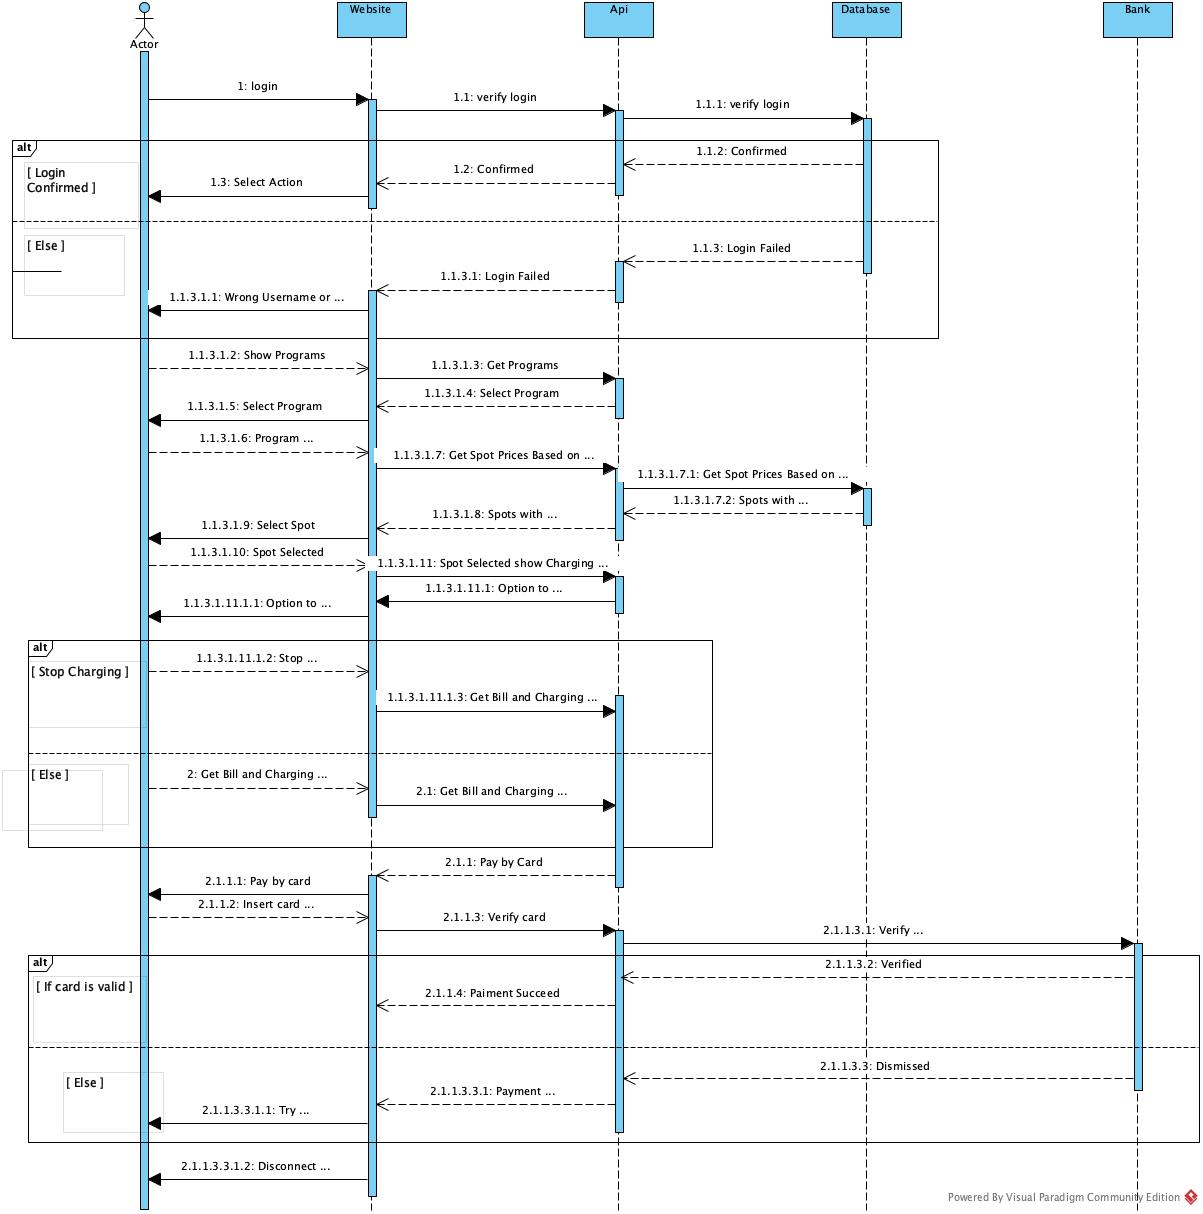 Website
Api
Database
Bank
Actor
1: login
1.1: verify login
1.1.1: verify login
alt
[ Login
Confirmed ]
1.1.2: Confirmed
1.2: Confirmed
1.3: Select Action
[ Else ]
1.1.3: Login Failed
1.1.3.1: Login Failed
1.1.3.1.1: Wrong Username or ...
1.1.3.1.2: Show Programs
1.1.3.1.3: Get Programs
1.1.3.1.4: Select Program
1.1.3.1.5: Select Program
1.1.3.1.6: Program ...
1.1.3.1.7: Get Spot Prices Based on ...
1.1.3.1.7.1: Get Spot Prices Based on ...
1.1.3.1.7.2: Spots with ...
1.1.3.1.8: Spots with ...
1.1.3.1.9: Select Spot
1.1.3.1.10: Spot Selected
1.1.3.1.11: Spot Selected show Charging ...
1.1.3.1.11.1: Option to ...
1.1.3.1.11.1.1: Option to ...
alt
[ Stop Charging ]
1.1.3.1.11.1.2: Stop ...
1.1.3.1.11.1.3: Get Bill and Charging ...
[ Else ]
2: Get Bill and Charging ...
2.1: Get Bill and Charging ...
2.1.1: Pay by Card
2.1.1.1: Pay by card
2.1.1.2: Insert card ...
2.1.1.3: Verify card
2.1.1.3.1: Verify ...
alt
[ If card is valid ]
2.1.1.3.2: Verified
2.1.1.4: Paiment Succeed
[ Else ]
2.1.1.3.3: Dismissed
2.1.1.3.3.1: Payment ...
2.1.1.3.3.1.1: Try ...
2.1.1.3.3.1.2: Disconnect ...
Powered By Visual Paradigm Community Edition